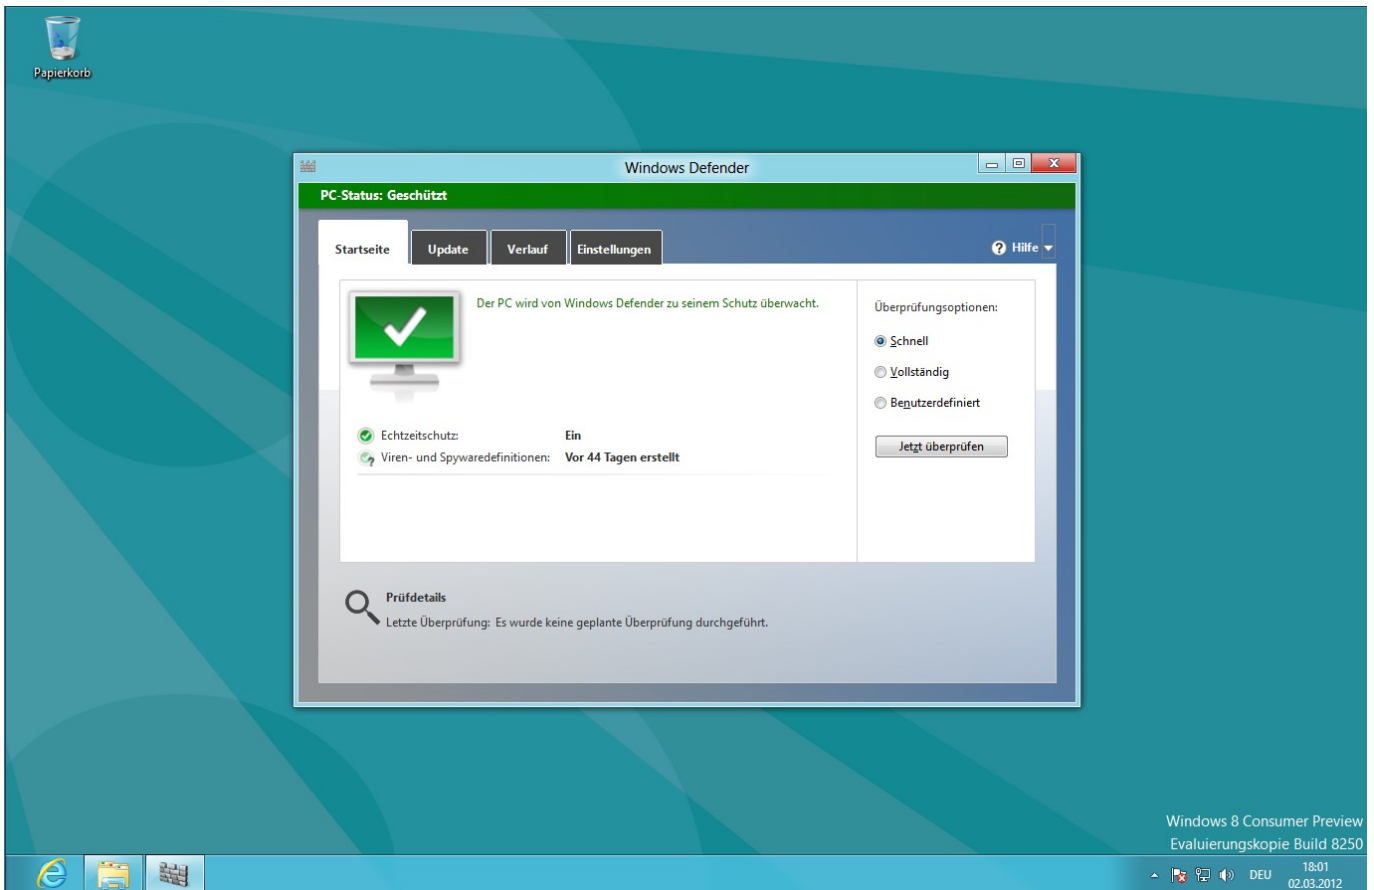 Papierkorb
Windows Defender
PC-Status: Geschützt
Startseite
Update
Verlauf
Einstellungen
Hilfe
Der PC wird von Windows Defender zu seinem Schutz überwacht.
Echtzeitschutz: Ein
Viren- und Spywaredefinitionen: Vor 44 Tagen erstellt
Überprüfungsoptionen:
Schnell
Vollständig
Benutzerdefiniert
Jetzt überprüfen
Prüfdetails
Letzte Überprüfung: Es wurde keine geplante Überprüfung durchgeführt.
Windows 8 Consumer Preview
Evaluierungskopie Build 8250
DEU
18:01
02.03.2012